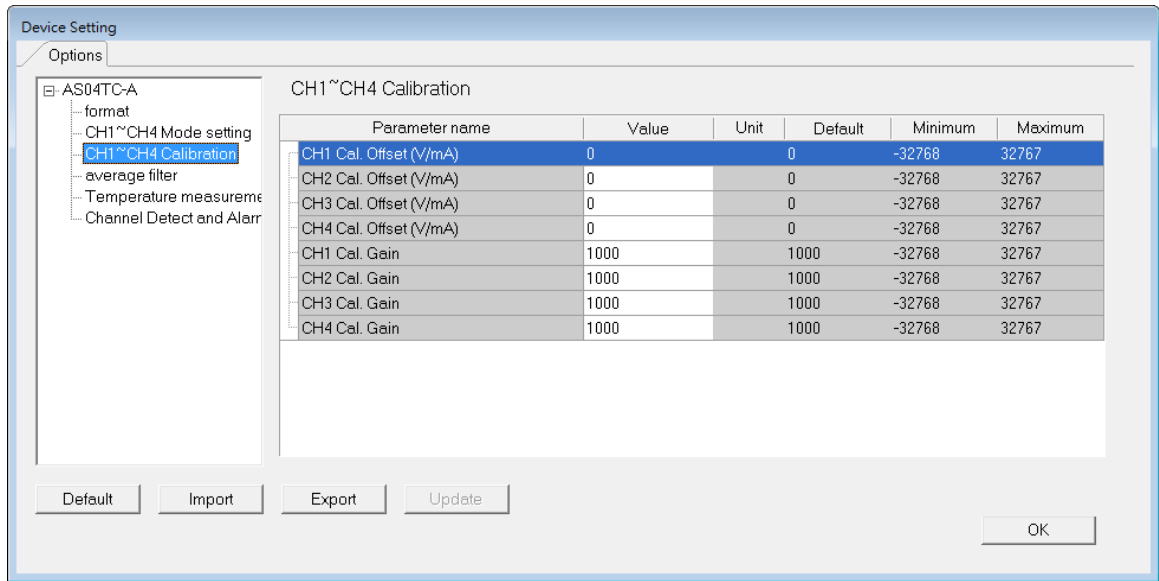 Device Setting
Options
AS04TC-A
format
CH1~CH4 Mode setting
CH1~CH4 Calibration
average filter
Temperature measureme
Channel Detect and Alarr
CH1~CH4 Calibration
Parameter name Value Unit Default Minimum Maximum
CH1 Cal. Offset (V/mA) 0 0 -32768 32767
CH2 Cal. Offset (V/mA) 0 0 -32768 32767
CH3 Cal. Offset (V/mA) 0 0 -32768 32767
CH4 Cal. Offset (V/mA) 0 0 -32768 32767
CH1 Cal. Gain 1000 1000 -32768 32767
CH2 Cal. Gain 1000 1000 -32768 32767
CH3 Cal. Gain 1000 1000 -32768 32767
CH4 Cal. Gain 1000 1000 -32768 32767
Default Import Export Update
OK